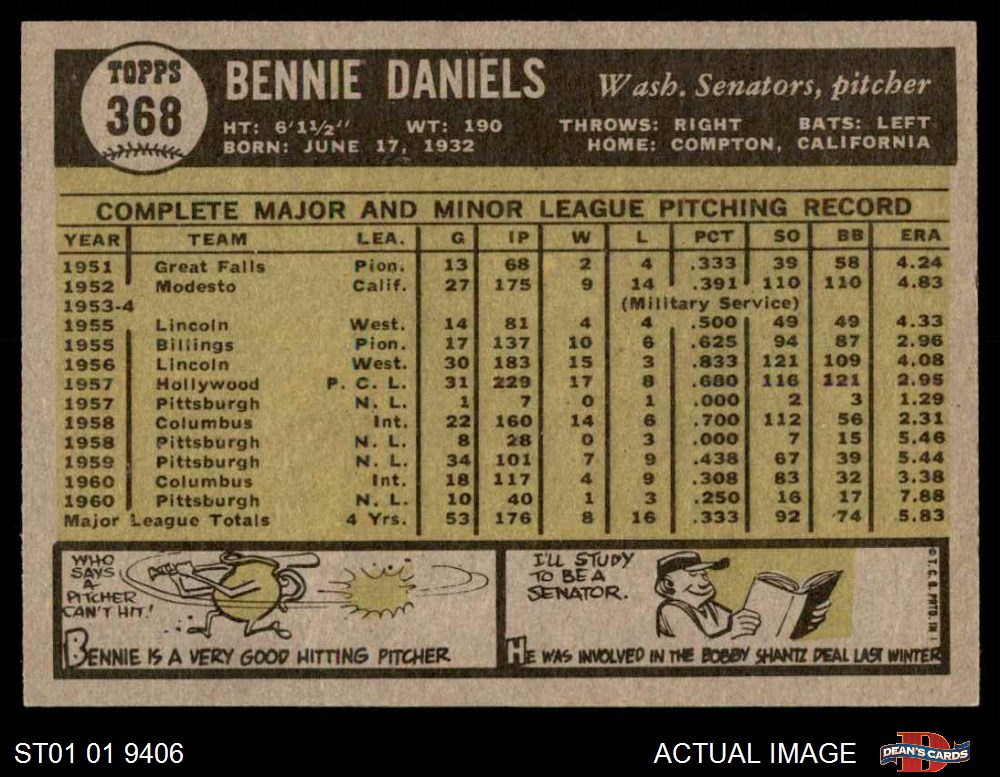 TOPPS
368
BENNIE DANIELS
Wash. Senators, pitcher
HT: 6'1½" WT: 190 THROWS: RIGHT BATS: LEFT
BORN: JUNE 17, 1932 HOME: COMPTON, CALIFORNIA
COMPLETE MAJOR AND MINOR LEAGUE PITCHING RECORD
YEAR TEAM LEA. G IP W L PCT SO BB ERA
1951 Great Falls Pion. 13 68 2 4 .333 39 58 4.24
1952 Modesto Calif. 27 175 9 14 .391 110 110 4.83
1953-4 (Military Service)
1955 Lincoln West. 14 81 4 4 .500 49 49 4.33
1955 Billings Pion. 17 137 10 6 .625 94 87 2.96
1956 Lincoln West. 30 183 15 3 .833 121 109 4.08
1957 Hollywood P. C. L. 31 229 17 8 .680 116 121 2.95
1957 Pittsburgh N. L. 1 7 0 1 .000 2 3 1.29
1958 Columbus Int. 22 160 14 6 .700 112 56 2.31
1958 Pittsburgh N. L. 8 28 0 3 .000 7 15 5.46
1959 Pittsburgh N. L. 34 101 7 9 .438 67 39 5.44
1960 Columbus Int. 18 117 4 9 .308 83 32 3.38
1960 Pittsburgh N. L. 10 40 1 3 .250 16 17 7.88
Major League Totals 4 Yrs. 53 176 8 16 .333 92 74 5.83
WHO
SAYS
A
PITCHER
CAN'T HIT!
BENNIE IS A VERY GOOD HITTING PITCHER
I'LL STUDY
TO BE A
SENATOR.
HE WAS INVOLVED IN THE BOBBY SHANTZ DEAL LAST WINTER
© T.C.G. PRTD. IN
ST01 01 9406
ACTUAL IMAGE
DEAN'S CARDS